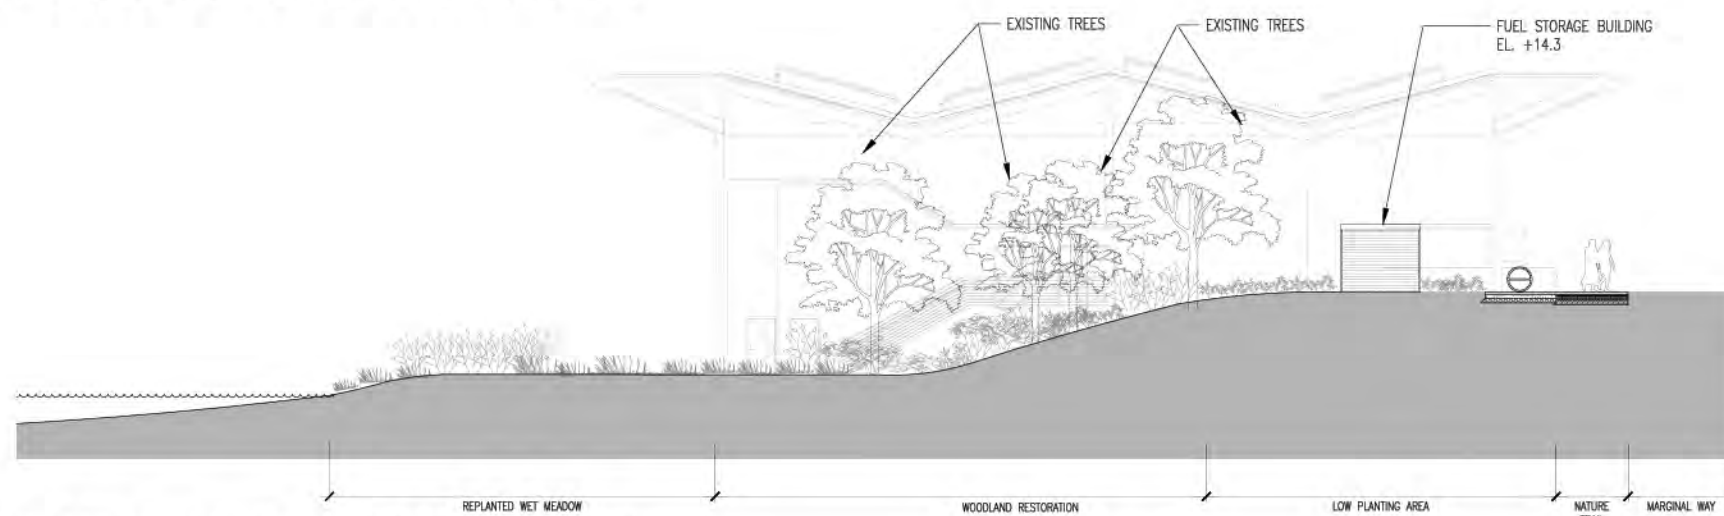 EXISTING TREES
EXISTING TREES
FUEL STORAGE BUILDING
EL. +14.3
REPLANTED WET MEADOW
WOODLAND RESTORATION
LOW PLANTING AREA
NATURE
MARGINAL WAY